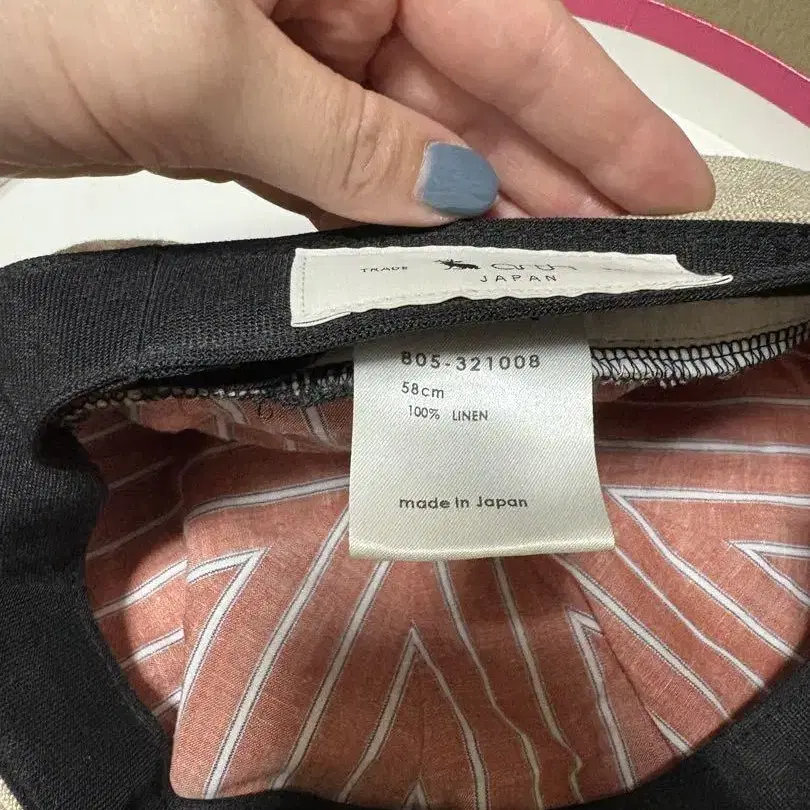 TRADE
JAPAN
805-321008
58cm
100% LINEN
made in Japan